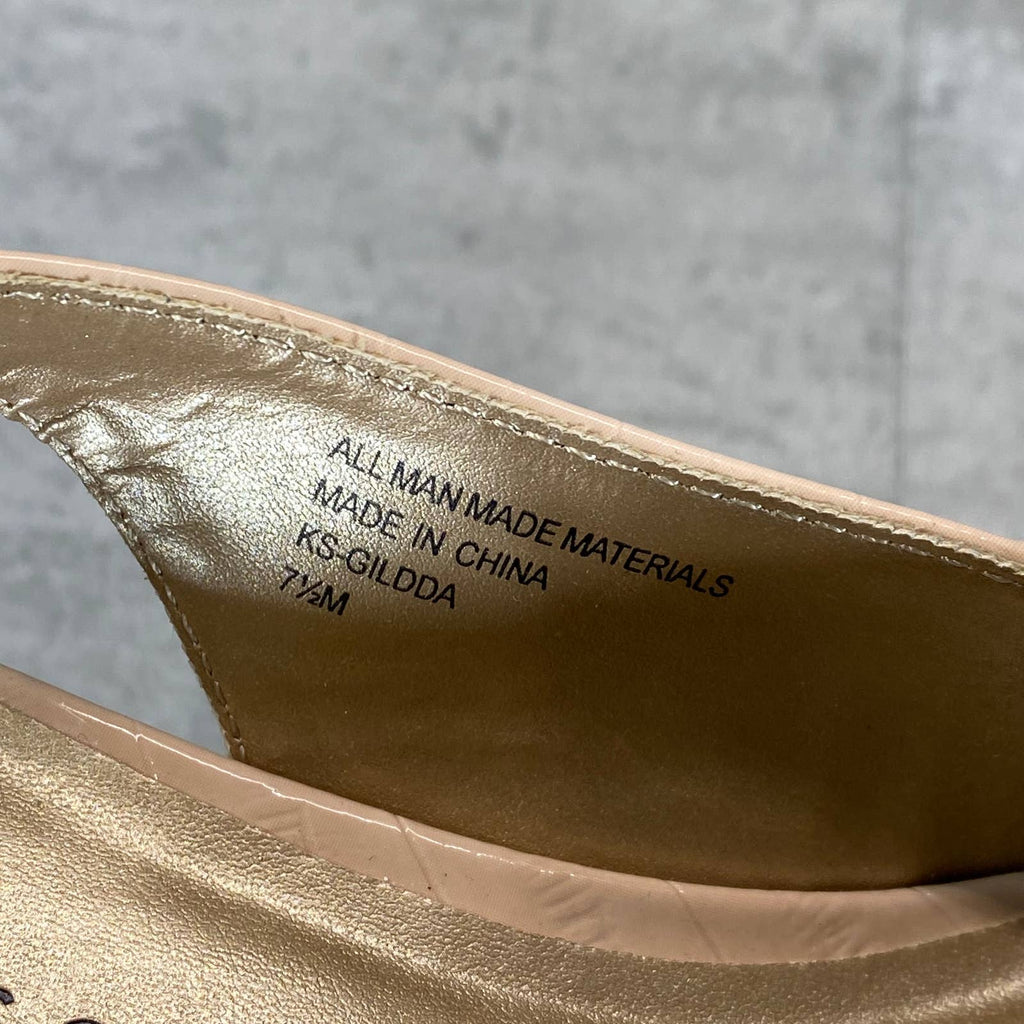 ALL MAN MADE MATERIALS
MADE IN CHINA
KS-GILDDA
7½M